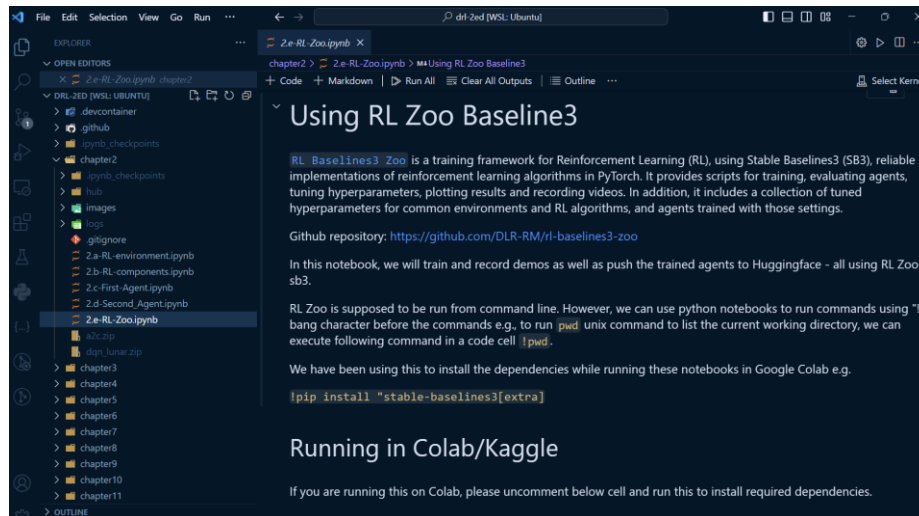 File Edit Selection View Go Run ...
drl-2ed [WSL: Ubuntu]
EXPLORER
OPEN EDITORS
2.e-RL-Zoo.ipynb chapter2
DRL-2ED [WSL: UBUNTU]
.devcontainer
.github
.ipynb_checkpoints
chapter2
.ipynb_checkpoints
hub
images
logs
.gitignore
2.a-RL-environment.ipynb
2.b-RL-components.ipynb
2.c-First-Agent.ipynb
2.d-Second_Agent.ipynb
2.e-RL-Zoo.ipynb
a2c.zip
dqn_lunar.zip
chapter3
chapter4
chapter5
chapter6
chapter7
chapter8
chapter9
chapter10
chapter11
OUTLINE
2.e-RL-Zoo.ipynb
chapter2 > 2.e-RL-Zoo.ipynb > Using RL Zoo Baseline3
+ Code + Markdown | Run All Clear All Outputs | Outline ...
Select Kern
Using RL Zoo Baseline3
RL Baselines3 Zoo is a training framework for Reinforcement Learning (RL), using Stable Baselines3 (SB3), reliable
implementations of reinforcement learning algorithms in PyTorch. It provides scripts for training, evaluating agents,
tuning hyperparameters, plotting results and recording videos. In addition, it includes a collection of tuned
hyperparameters for common environments and RL algorithms, and agents trained with those settings.
Github repository: https://github.com/DLR-RM/rl-baselines3-zoo
In this notebook, we will train and record demos as well as push the trained agents to Huggingface - all using RL Zoo
sb3.
RL Zoo is supposed to be run from command line. However, we can use python notebooks to run commands using "!
bang character before the commands e.g., to run pwd unix command to list the current working directory, we can
execute following command in a code cell !pwd.
We have been using this to install the dependencies while running these notebooks in Google Colab e.g.
!pip install "stable-baselines3[extra]
Running in Colab/Kaggle
If you are running this on Colab, please uncomment below cell and run this to install required dependencies.